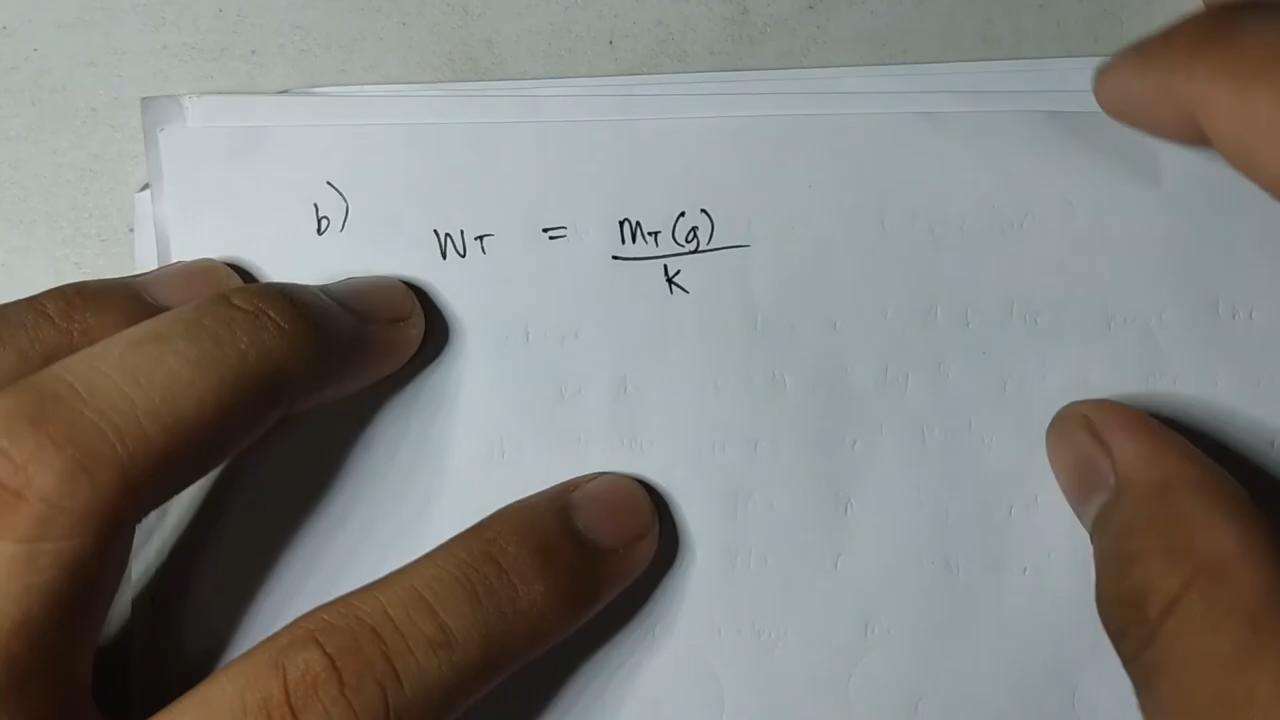 b) WT = mT(g)
k